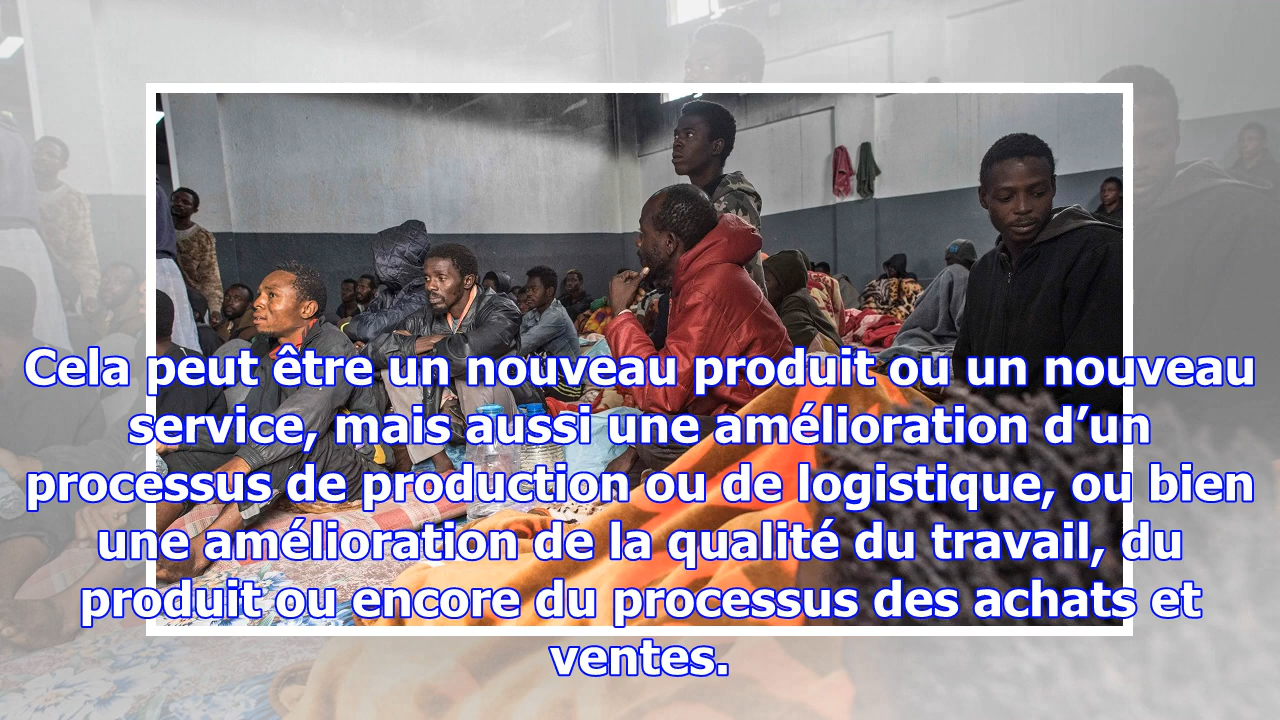 Cela peut être un nouveau produit ou un nouveau
service, mais aussi une amélioration d’un
processus de production ou de logistique, ou bien
une amélioration de la qualité du travail, du
produit ou encore du processus des achats et
ventes.